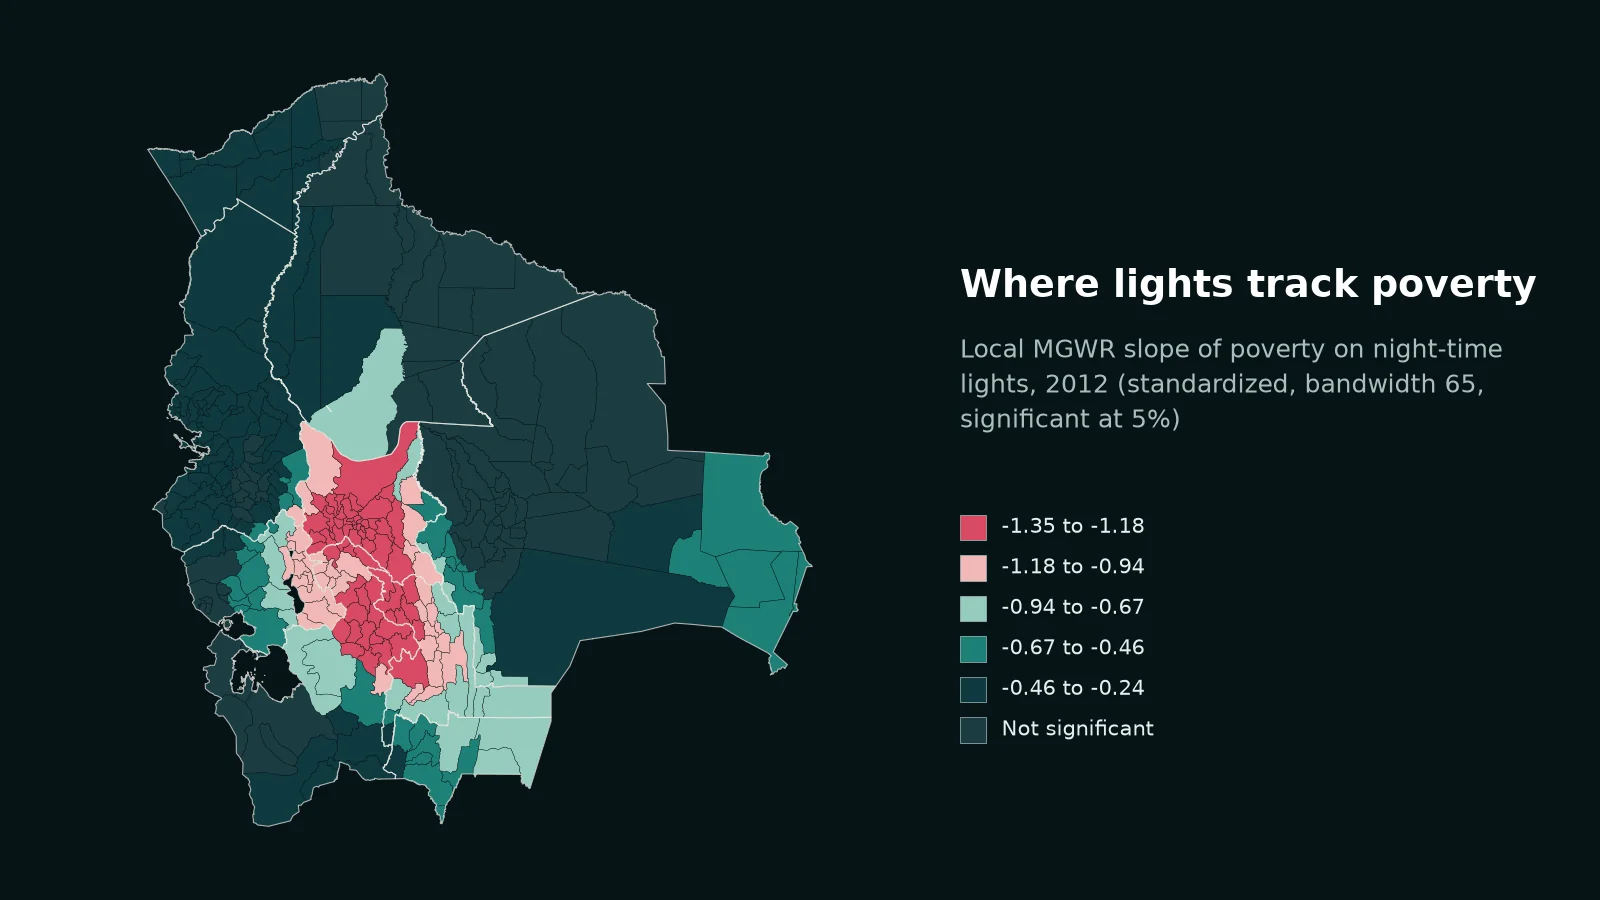 Where lights track poverty
Local MGWR slope of poverty on night-time
lights, 2012 (standardized, bandwidth 65,
significant at 5%)
-1.35 to -1.18
-1.18 to -0.94
-0.94 to -0.67
-0.67 to -0.46
-0.46 to -0.24
Not significant